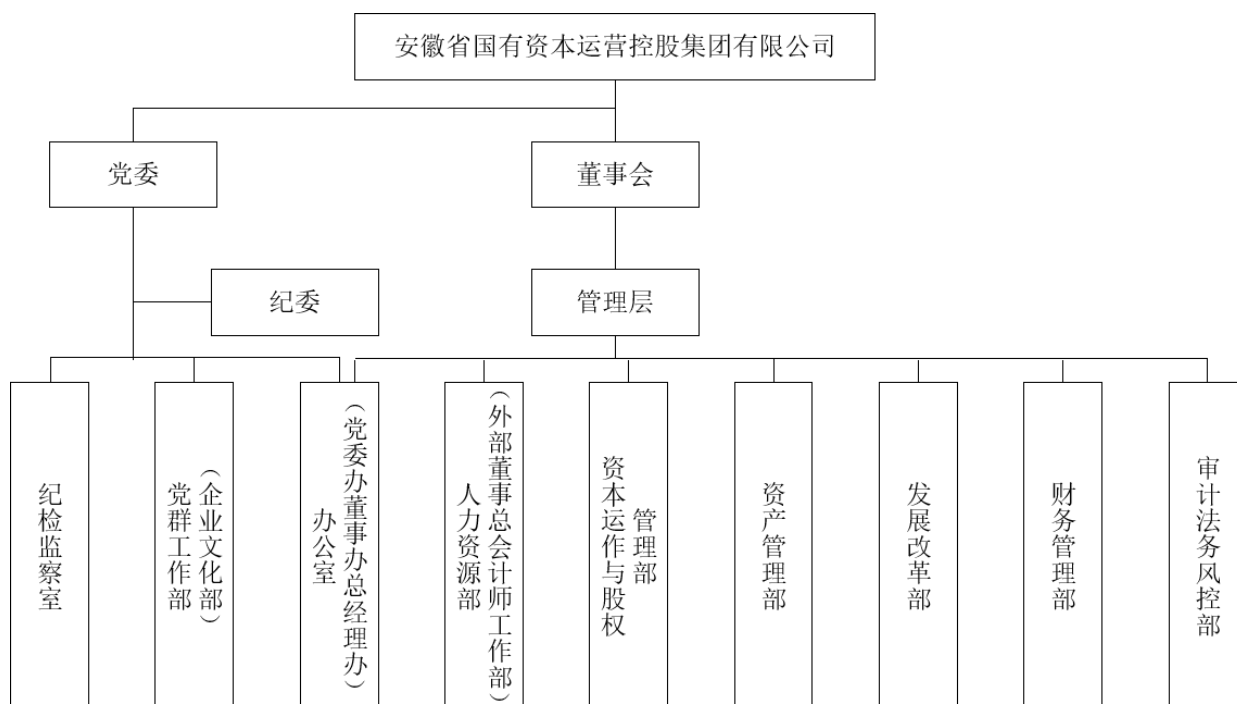 安徽省国有资本运营控股集团有限公司
党委
董事会
纪委
管理层
纪检监察室
党群工作部
（企业文化部）
办公室
（党委办董事办总经理办）
人力资源部
（外部董事总会计师工作部）
资本运作与股权
管理部
资产管理部
发展改革部
财务管理部
审计法务风控部